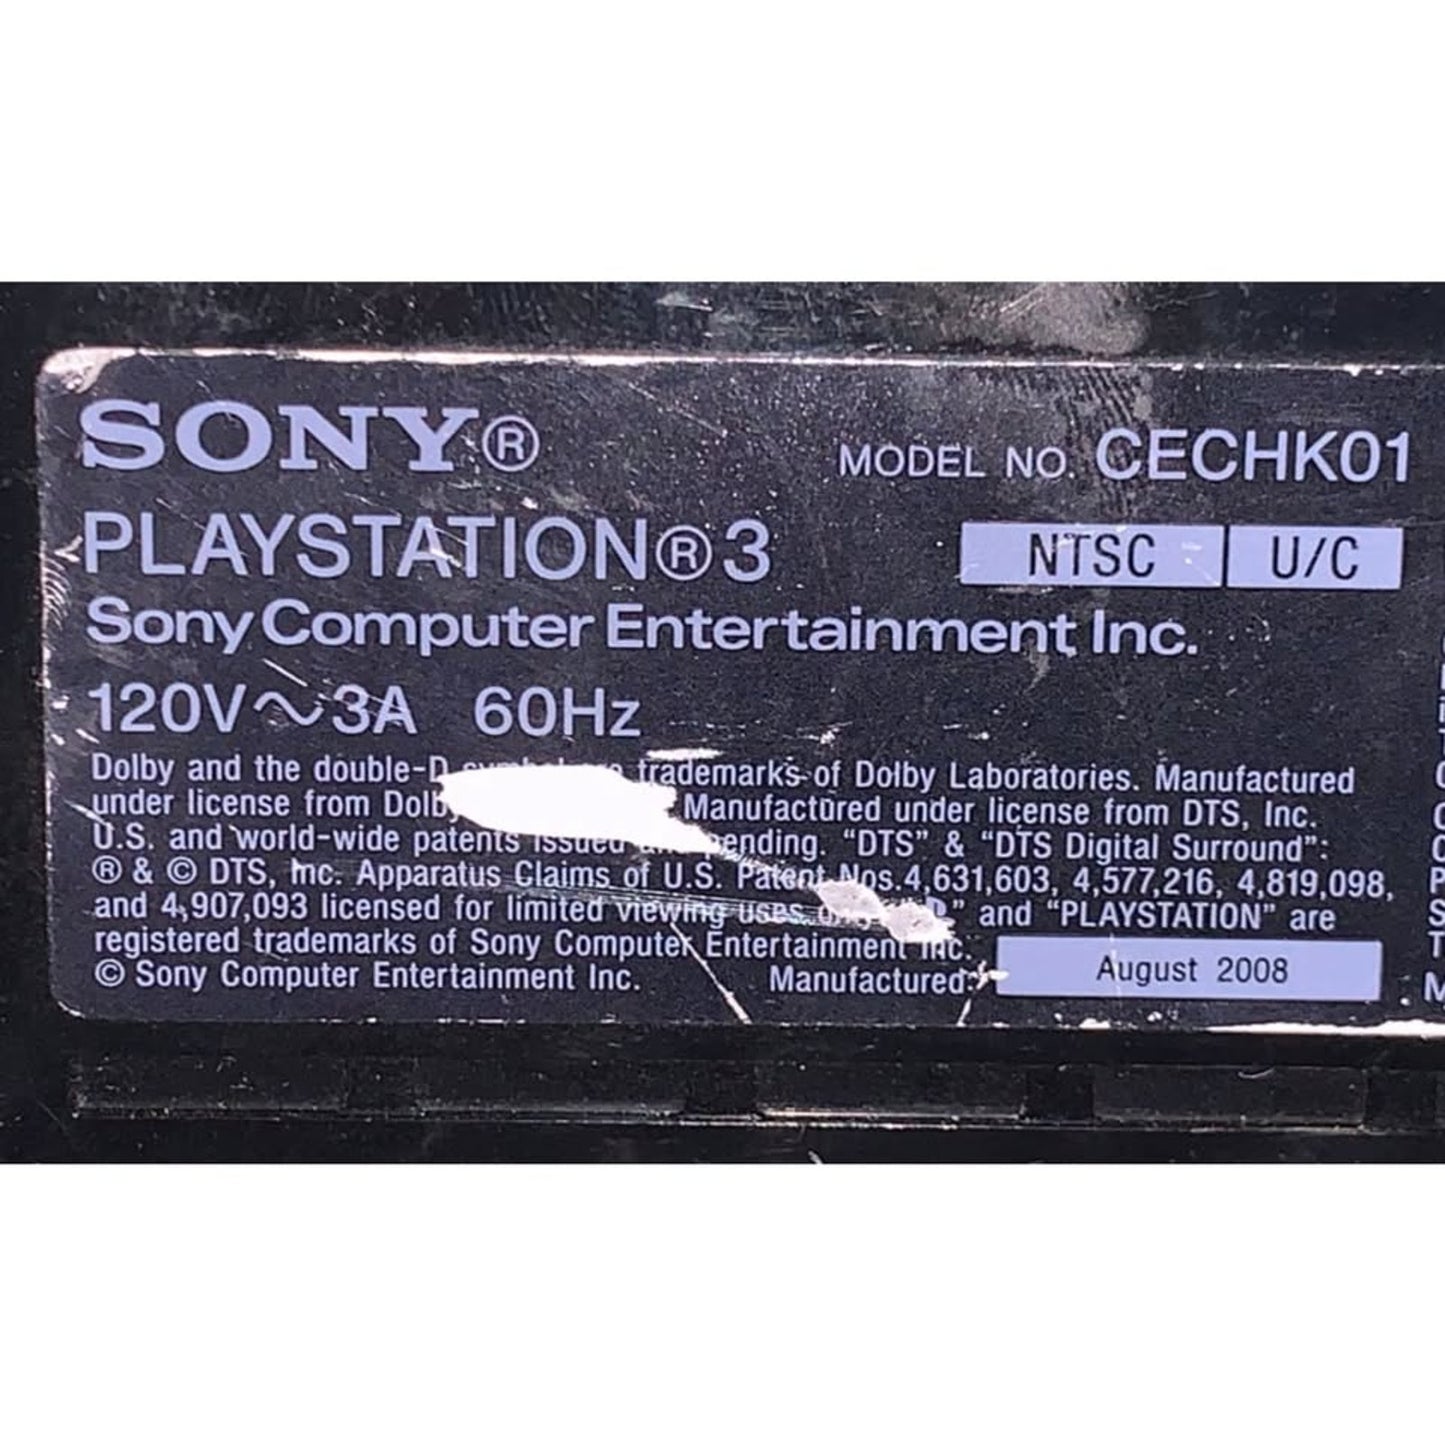 SONY®
MODEL NO. CECHK01
PLAYSTATION®3
NTSC U/C
Sony Computer Entertainment Inc.
120V~3A 60Hz
Dolby and the double-D trademarks of Dolby Laboratories. Manufactured
under license from Manufactured under license from DTS, Inc.
U.S. and world-wide patents issued pending. “DTS” & “DTS Digital Surround”:
® & © DTS, Inc. Apparatus Claims of U.S. Patent Nos.4,631,603, 4,577,216, 4,819,098,
and 4,907,093 licensed for limited viewing uses only and “PLAYSTATION” are
registered trademarks of Sony Computer Entertainment Inc.
© Sony Computer Entertainment Inc. Manufactured: August 2008